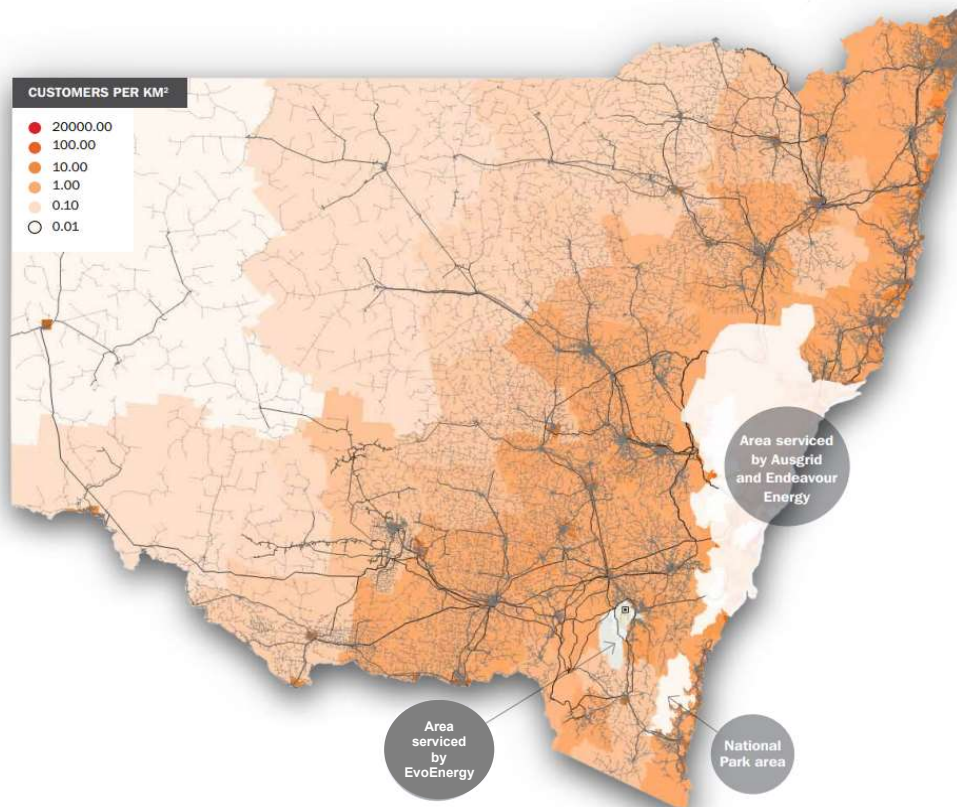 CUSTOMERS PER KM²
20000.00
100.00
10.00
1.00
0.10
0.01
Area serviced
by Ausgrid
and Endeavour
Energy
Area
serviced
by
EvoEnergy
National
Park area